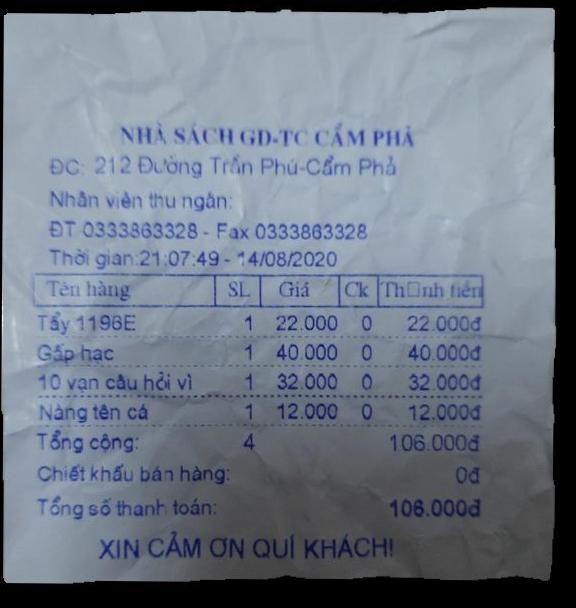 NHÀ SÁCH GD-TC CẨM PHẢ
ĐC: 212 Đường Trần Phú-Cẩm Phả
Nhân viên thu ngân:
ĐT 0333863328 - Fax 0333863328
Thời gian:21:07:49 - 14/08/2020
Tên hàng SL Giá Ck Th□nh tiền
Tẩy 1196E 1 22.000 0 22.000đ
Gấp hạc 1 40.000 0 40.000đ
10 vạn câu hỏi vì 1 32.000 0 32.000đ
Nàng tên cá 1 12.000 0 12.000đ
Tổng cộng: 4 106.000đ
Chiết khấu bán hàng: 0đ
Tổng số thanh toán: 106.000đ
XIN CẢM ƠN QUÍ KHÁCH!